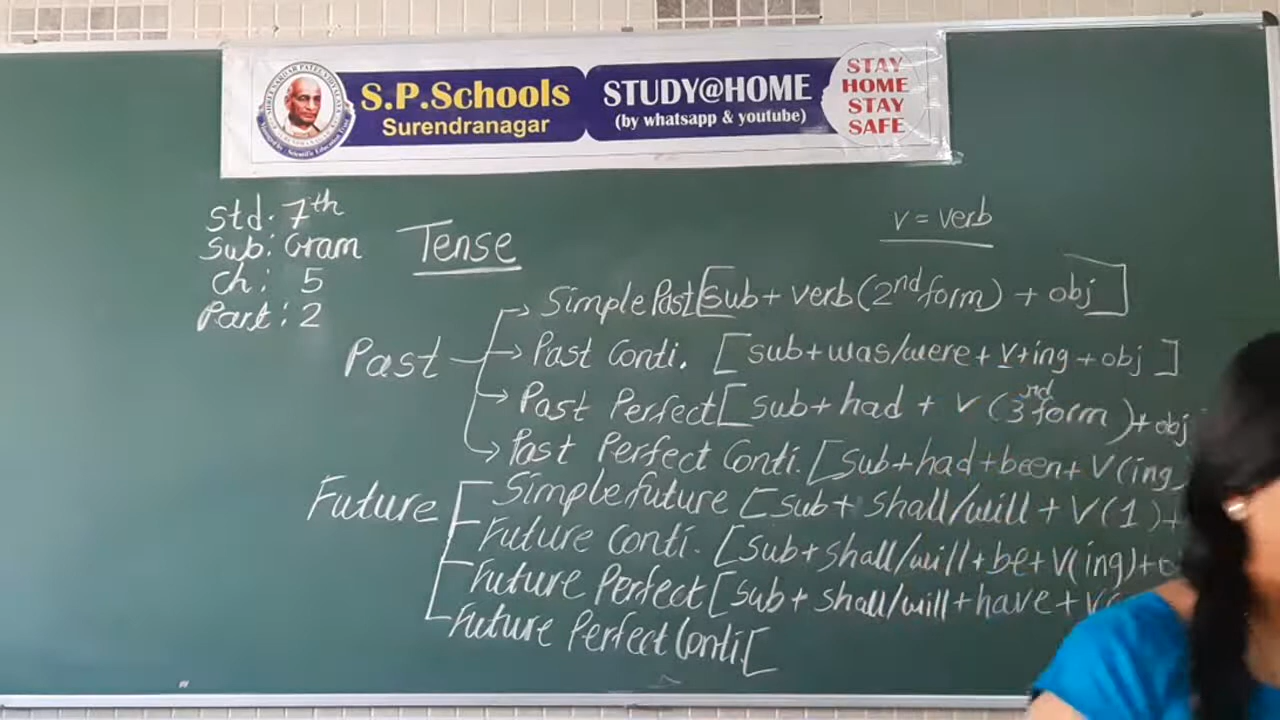 S.P.Schools
Surendranagar
STUDY@HOME
(by whatsapp & youtube)
STAY
HOME
STAY
SAFE
Std: 7th
Sub: Gram
Ch: 5
Part: 2
Tense
v = verb
Past
Simple Past [sub + verb (2nd form) + obj]
Past Conti. [sub+was/were + v+ing + obj]
Past Perfect [sub + had + v (3rd form) + obj
Past Perfect Conti. [Sub+had+been+ V(ing
Future
Simple future [sub + shall/will + V(1)+
Future Conti. [sub+shall/will+be+V(ing)+
Future Perfect [sub + shall/will +have + V(
Future Perfect Conti. [